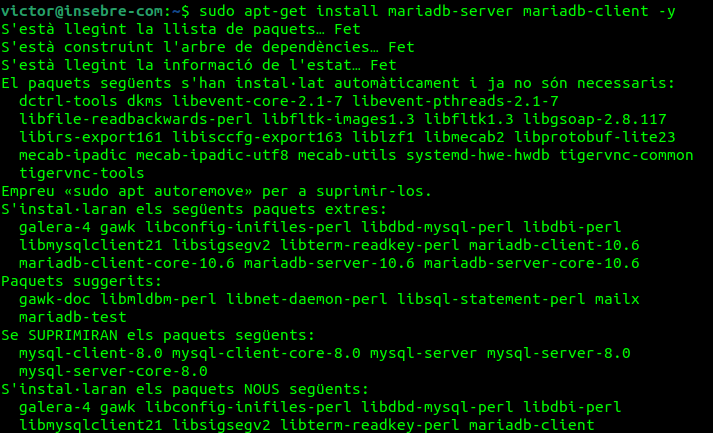 victor@insebre-com:~$ sudo apt-get install mariadb-server mariadb-client -y
S'està llegint la llista de paquets… Fet
S'està construint l'arbre de dependències… Fet
S'està llegint la informació de l'estat… Fet
El paquets següents s'han instal·lat automàticament i ja no són necessaris:
  dctrl-tools dkms libevent-core-2.1-7 libevent-pthreads-2.1-7
  libfile-readbackwards-perl libfltk-images1.3 libfltk1.3 libgsoap-2.8.117
  libirs-export161 libisccfg-export163 liblzf1 libmecab2 libprotobuf-lite23
  mecab-ipadic mecab-ipadic-utf8 mecab-utils systemd-hwe-hwdb tigervnc-common
  tigervnc-tools
Empreu «sudo apt autoremove» per a suprimir-los.
S'instal·laran els següents paquets extres:
  galera-4 gawk libconfig-inifiles-perl libdbd-mysql-perl libdbi-perl
  libmysqlclient21 libsigsegv2 libterm-readkey-perl mariadb-client-10.6
  mariadb-client-core-10.6 mariadb-server-10.6 mariadb-server-core-10.6
Paquets suggerits:
  gawk-doc libmldbm-perl libnet-daemon-perl libsql-statement-perl mailx
  mariadb-test
Se SUPRIMIRAN els paquets següents:
  mysql-client-8.0 mysql-client-core-8.0 mysql-server mysql-server-8.0
  mysql-server-core-8.0
S'instal·laran els paquets NOUS següents:
  galera-4 gawk libconfig-inifiles-perl libdbd-mysql-perl libdbi-perl
  libmysqlclient21 libsigsegv2 libterm-readkey-perl mariadb-client